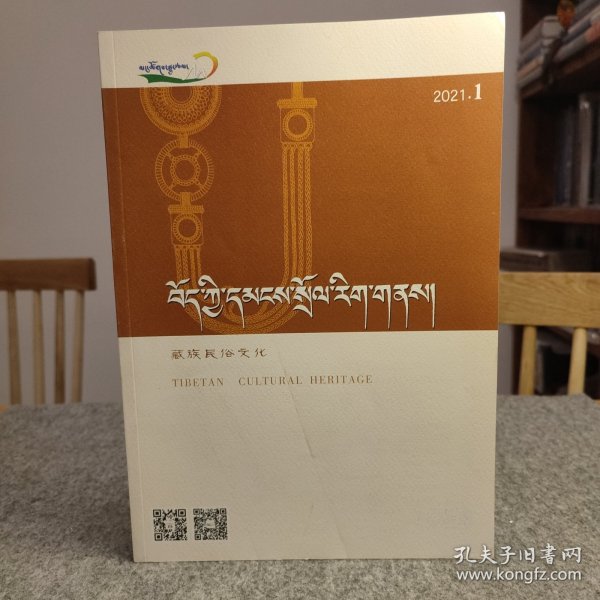 2021.1
བོད་ཀྱི་དམངས་སྲོལ་རིག་གནས།
藏族民俗文化
TIBETAN CULTURAL HERITAGE
孔夫子旧书网
www.kongfz.com